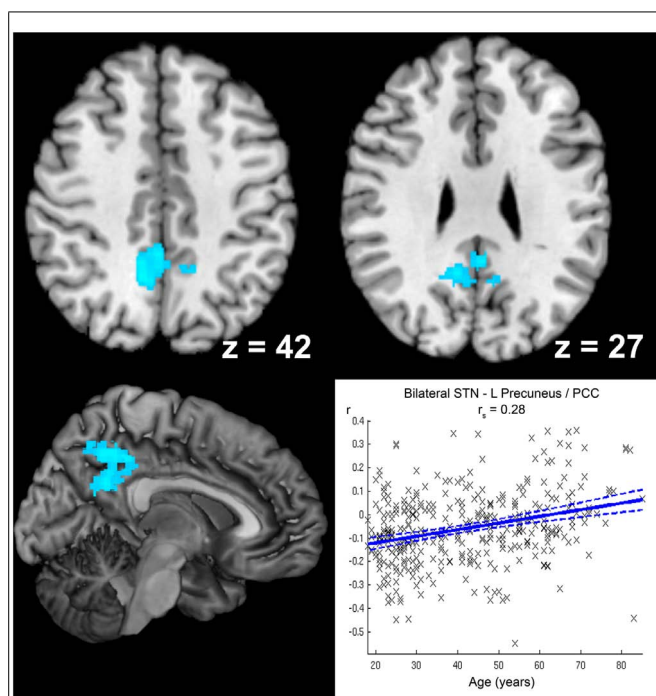 z = 42
z = 27
Bilateral STN - L Precuneus / PCC
r
rs = 0.28
0.4
0.3
0.2
0.1
0
-0.1
-0.2
-0.3
-0.4
-0.5
20 30 40 50 60 70 80
Age (years)